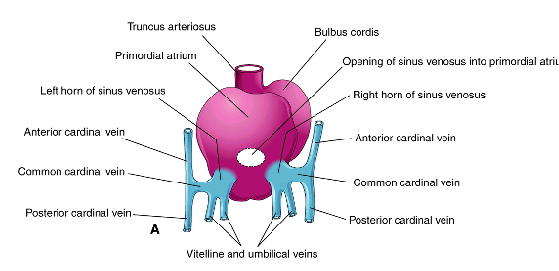 Truncus arteriosus
Bulbus cordis
Primordial atrium
Opening of sinus venosus into primordial atriu
Left horn of sinus venosus
Right horn of sinus venosus
Anterior cardinal vein
Anterior cardinal vein
Common cardinal vein
Common cardinal vein
Posterior cardinal vein
Posterior cardinal vein
A
Vitelline and umbilical veins